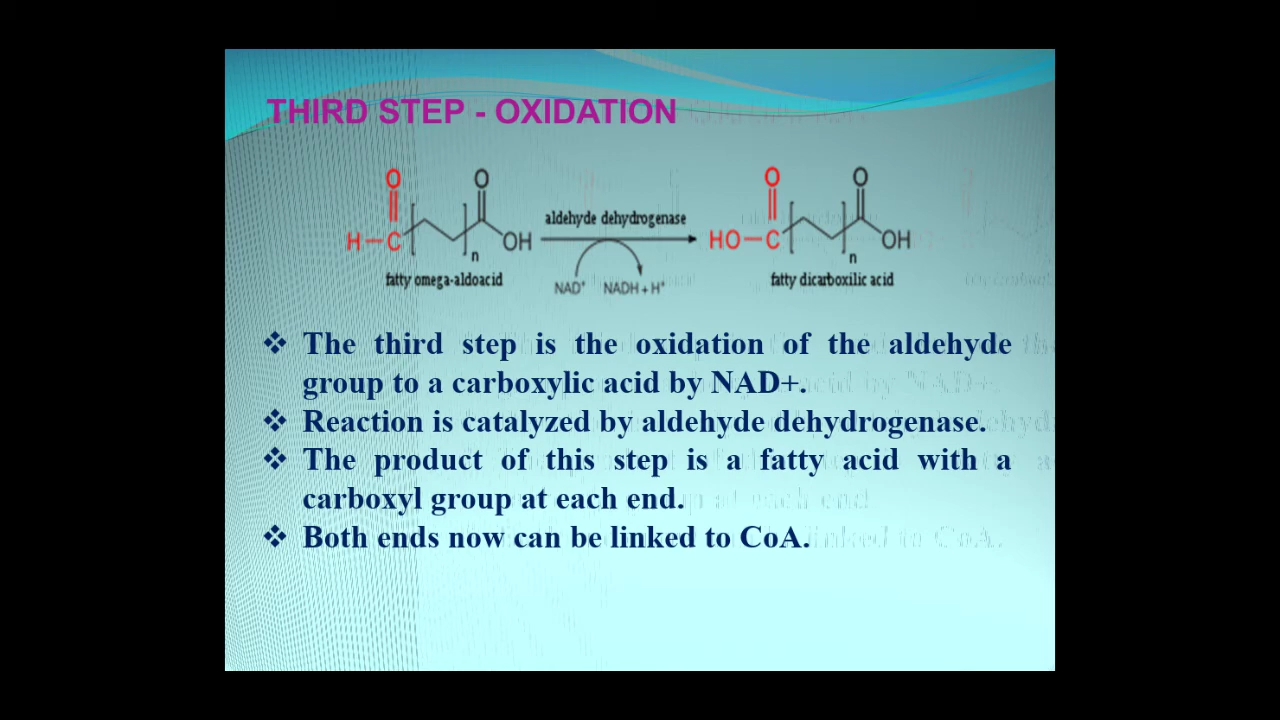 THIRD STEP - OXIDATION
O O O O
aldehyde dehydrogenase
H C OH HO C OH
n n
fatty omega-aldoacid fatty dicarboxilic acid
NAD⁺ NADH + H⁺
❖ The third step is the oxidation of the aldehyde
group to a carboxylic acid by NAD+.
❖ Reaction is catalyzed by aldehyde dehydrogenase.
❖ The product of this step is a fatty acid with a
carboxyl group at each end.
❖ Both ends now can be linked to CoA.